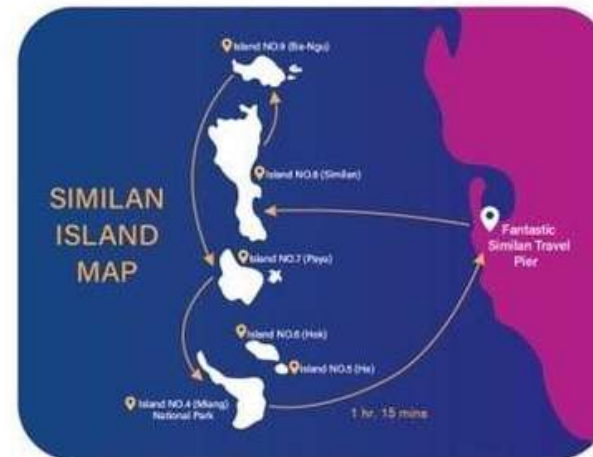 Island NO.9 (Ba-Ngu)
Island NO.8 (Similan)
SIMILAN
ISLAND
MAP
Fantastic
Similan Travel
Pier
Island NO.7 (Payu)
Island NO.6 (Hok)
Island NO.5 (Ha)
Island NO.4 (Miang)
National Park
1 hr. 15 mins